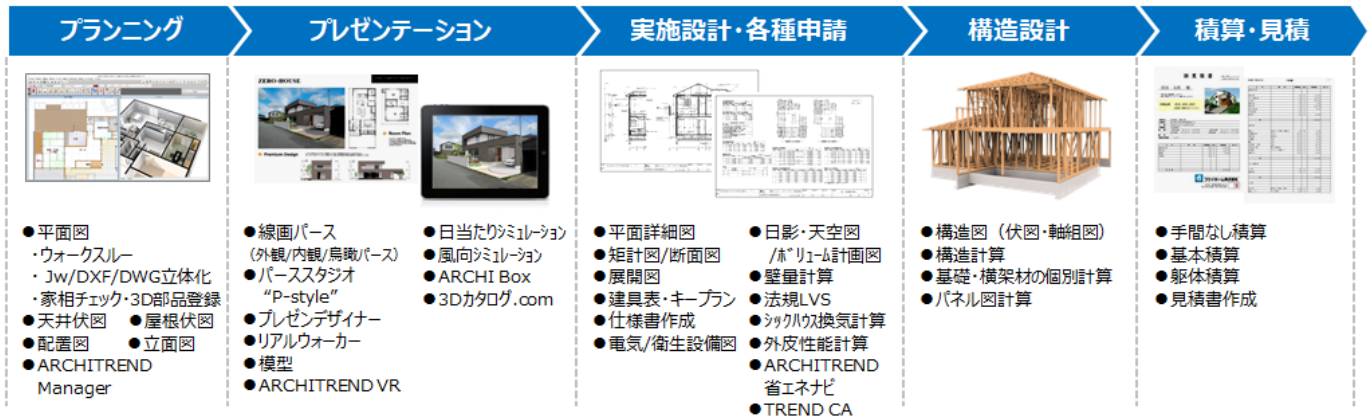 プランニング
プレゼンテーション
実施設計・各種申請
構造設計
積算・見積
ZERO-HOUSE
Room Plan
Premium Design
●平面図
・ウォークスルー
・Jw/DXF/DWG立体化
・家相チェック・3D部品登録
●天井伏図 ●屋根伏図
●配置図 ●立面図
●ARCHITREND
Manager
●線画パース
(外観/内観/鳥瞰パース)
●パーススタジオ
“P-style”
●プレゼンデザイナー
●リアルウォーカー
●模型
●ARCHITREND VR
●日当たりシミュレーション
●風向シミュレーション
●ARCHI Box
●3Dカタログ.com
●平面詳細図
●矩計図/断面図
●展開図
●建具表・キープラン
●仕様書作成
●電気/衛生設備図
●日影・天空図
/ボリューム計画図
●壁量計算
●法規LVS
●シックハウス換気計算
●外皮性能計算
●ARCHITREND
省エネナビ
●TREND CA
●構造図（伏図・軸組図）
●構造計算
●基礎・横架材の個別計算
●パネル図計算
●手間なし積算
●基本積算
●躯体積算
●見積書作成